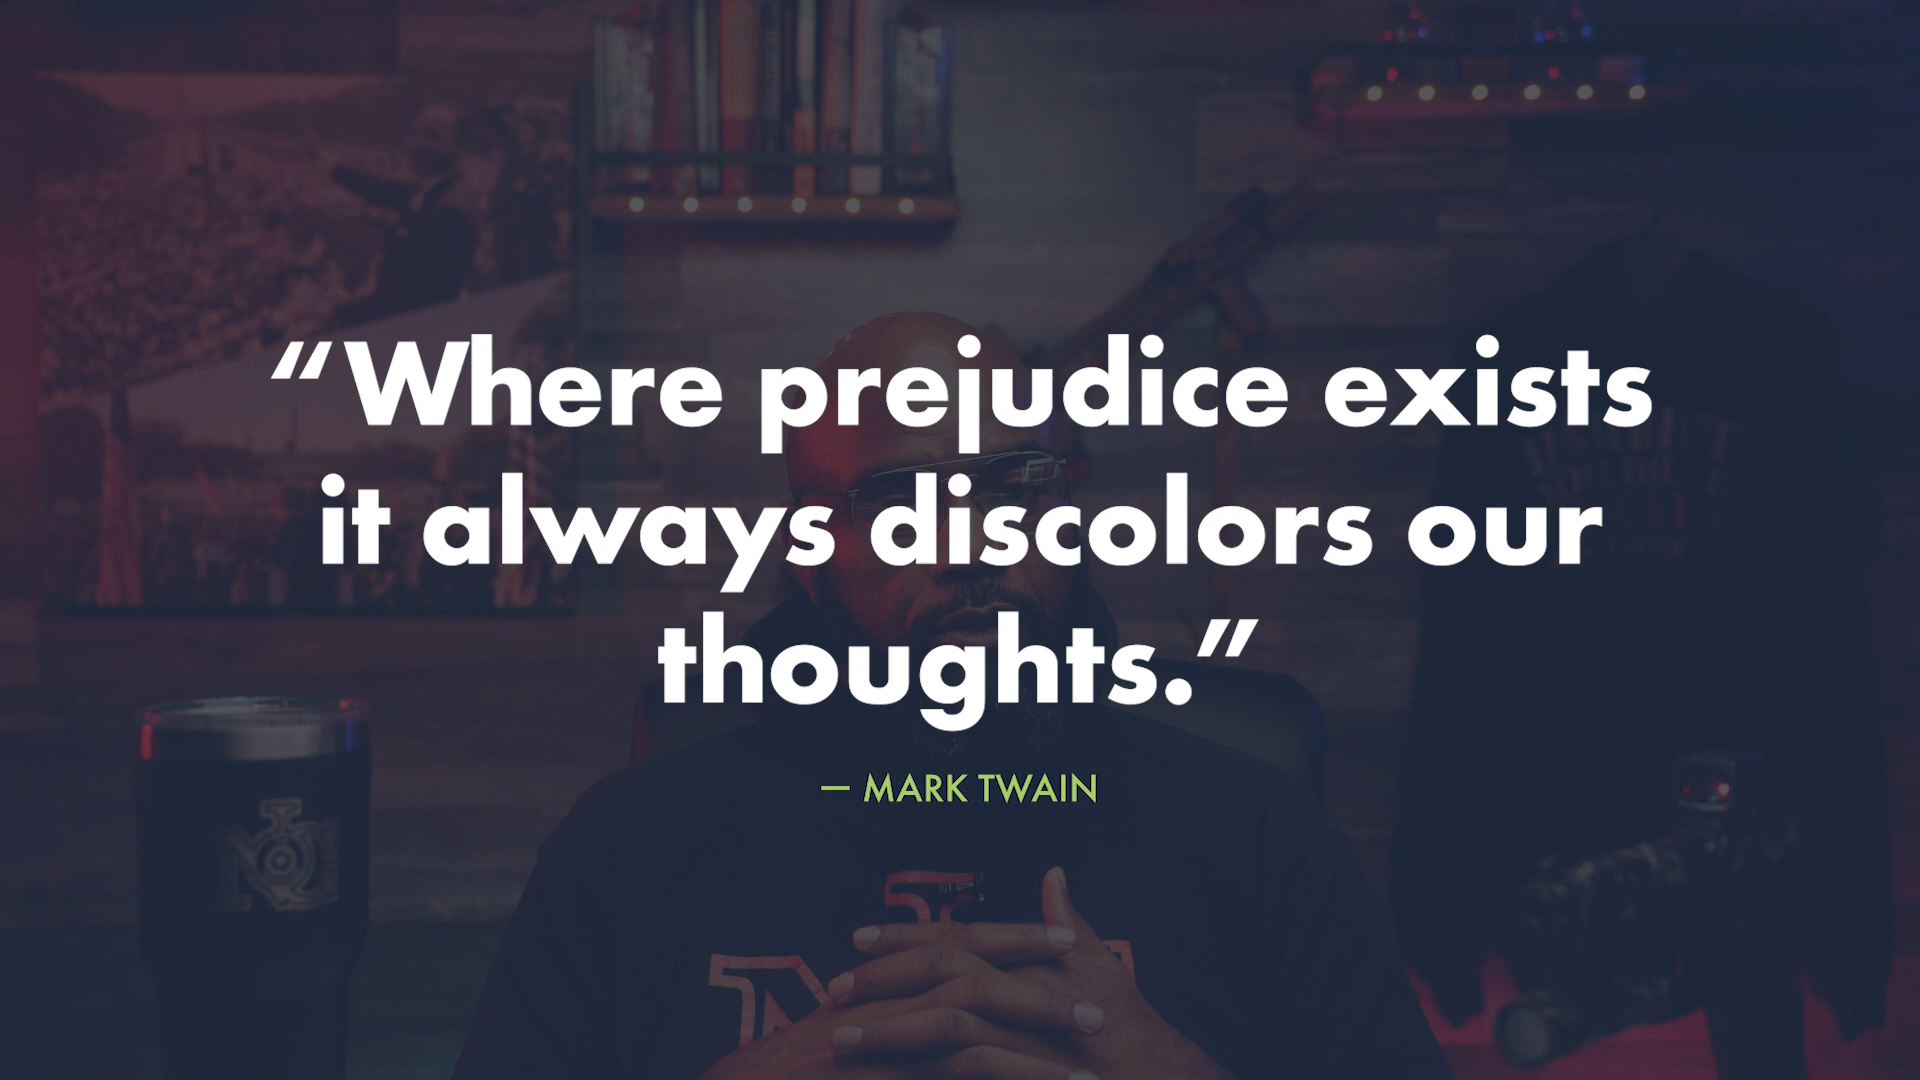 “Where prejudice exists
it always discolors our
thoughts.”
— MARK TWAIN